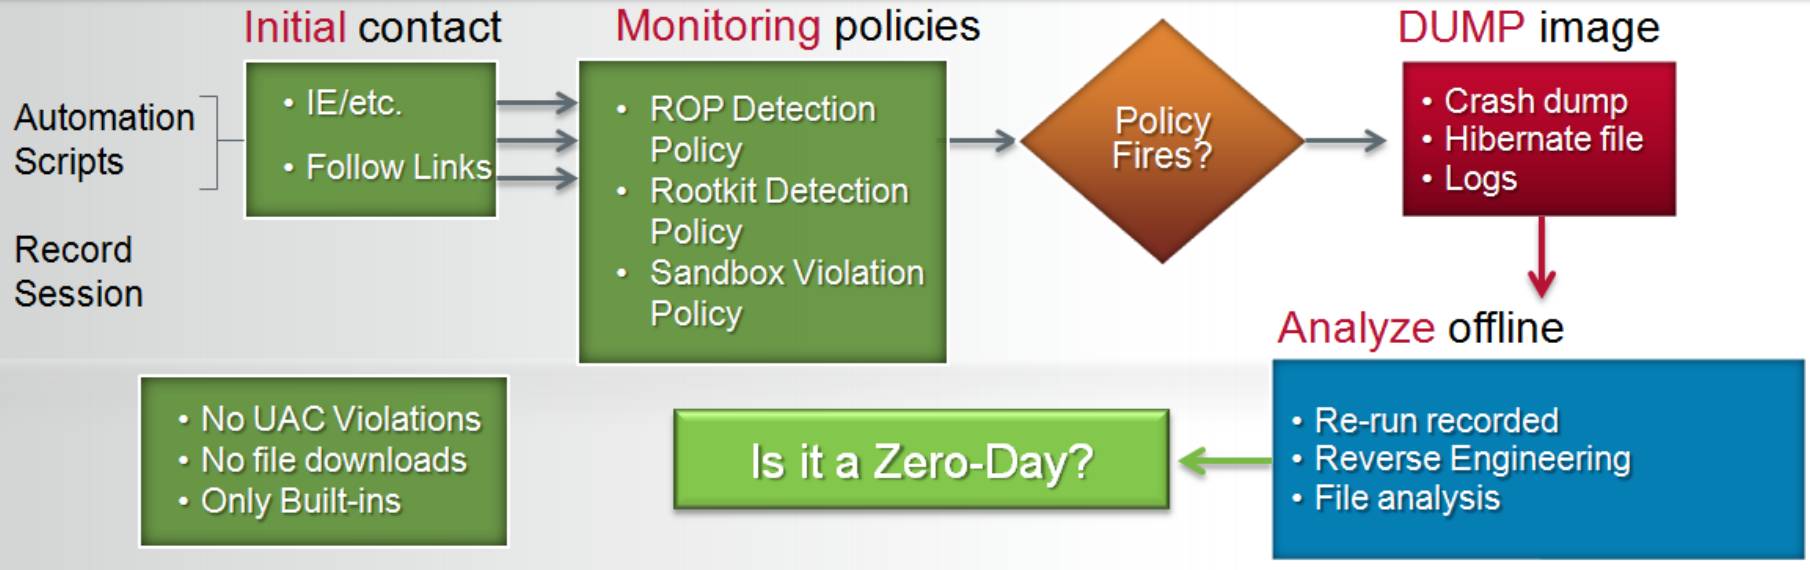 Initial contact
Monitoring policies
DUMP image
Automation
Scripts
Record
Session
• IE/etc.
• Follow Links
• ROP Detection
Policy
• Rootkit Detection
Policy
• Sandbox Violation
Policy
Policy
Fires?
• Crash dump
• Hibernate file
• Logs
Analyze offline
• Re-run recorded
• Reverse Engineering
• File analysis
Is it a Zero-Day?
• No UAC Violations
• No file downloads
• Only Built-ins